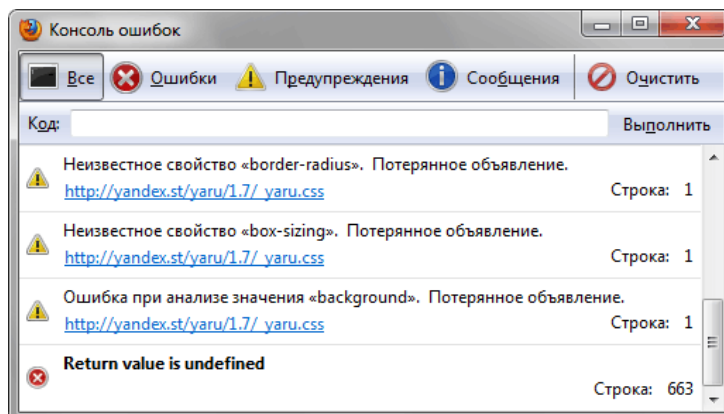 Консоль ошибок
Все Ошибки Предупреждения Сообщения Очистить
Код: Выполнить
Неизвестное свойство «border-radius». Потерянное объявление.
http://yandex.st/yaru/1.7/_yaru.css Строка: 1
Неизвестное свойство «box-sizing». Потерянное объявление.
http://yandex.st/yaru/1.7/_yaru.css Строка: 1
Ошибка при анализе значения «background». Потерянное объявление.
http://yandex.st/yaru/1.7/_yaru.css Строка: 1
Return value is undefined
Строка: 663